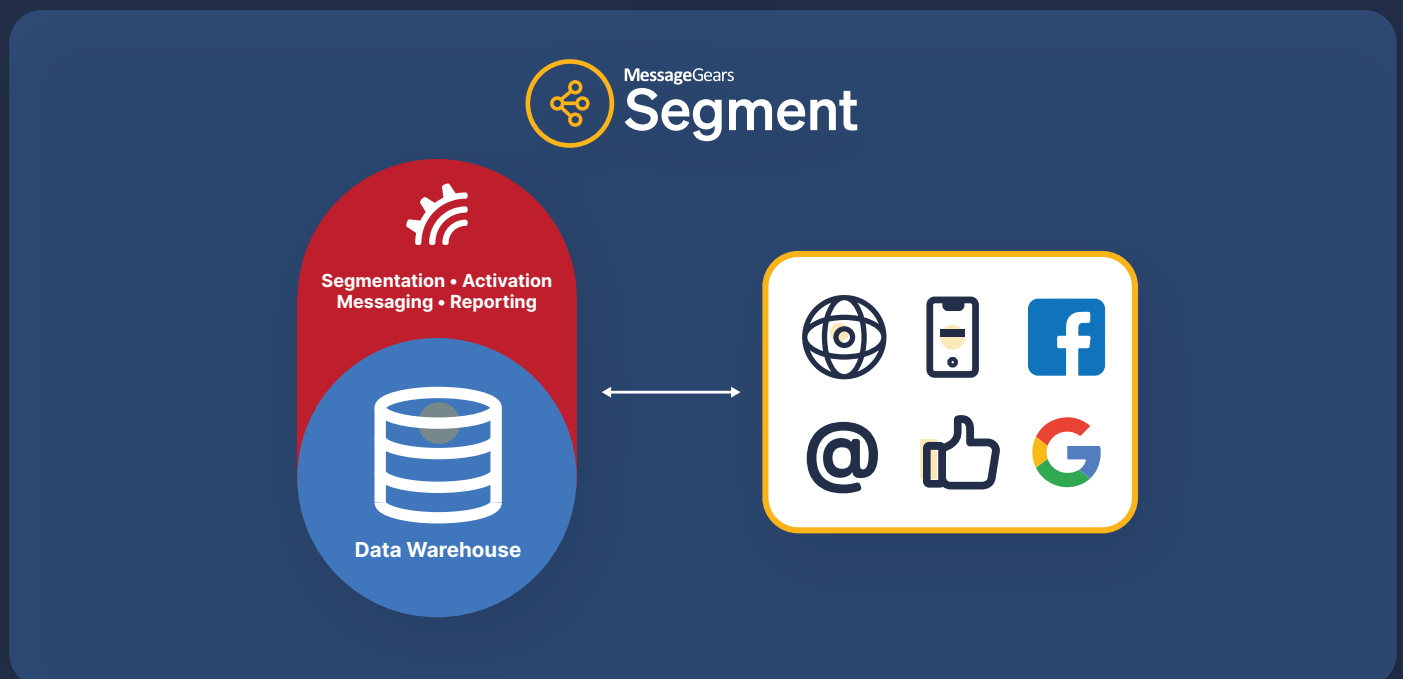 MessageGears
Segment
Segmentation • Activation
Messaging • Reporting
Data Warehouse
@